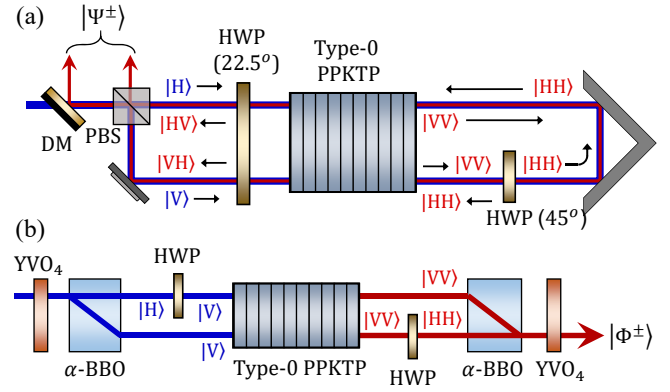 (a)
|Ψ±⟩
HWP
(22.5°)
Type-0
PPKTP
|H⟩
|HH⟩
DM
PBS
|HV⟩
|VV⟩
|VH⟩
|VV⟩
|HH⟩
|V⟩
|HH⟩
HWP (45°)
(b)
YVO₄
HWP
|VV⟩
|H⟩
|V⟩
|VV⟩
|HH⟩
|Φ±⟩
|V⟩
α-BBO
Type-0 PPKTP
HWP
α-BBO
YVO₄